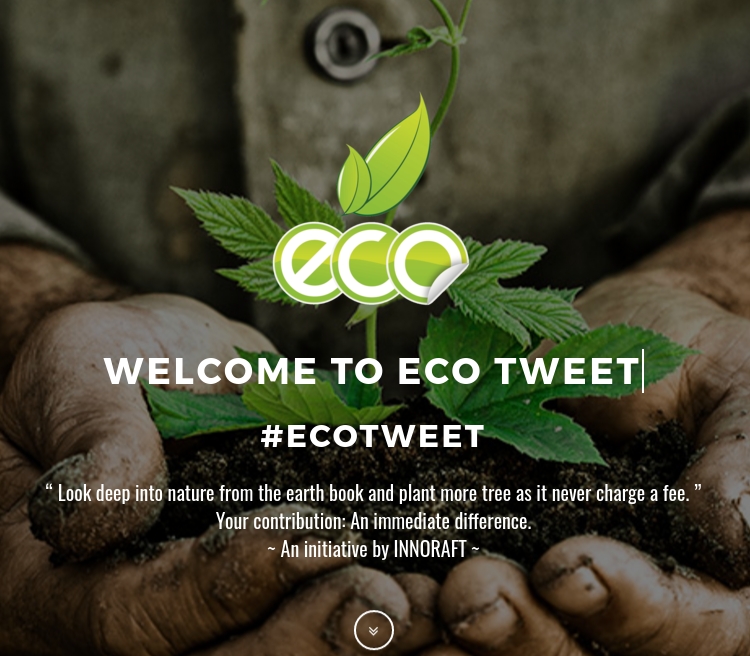 eco
WELCOME TO ECO TWEET
#ECOTWEET
“ Look deep into nature from the earth book and plant more tree as it never charge a fee. ”
Your contribution: An immediate difference.
~ An initiative by INNORAFT ~